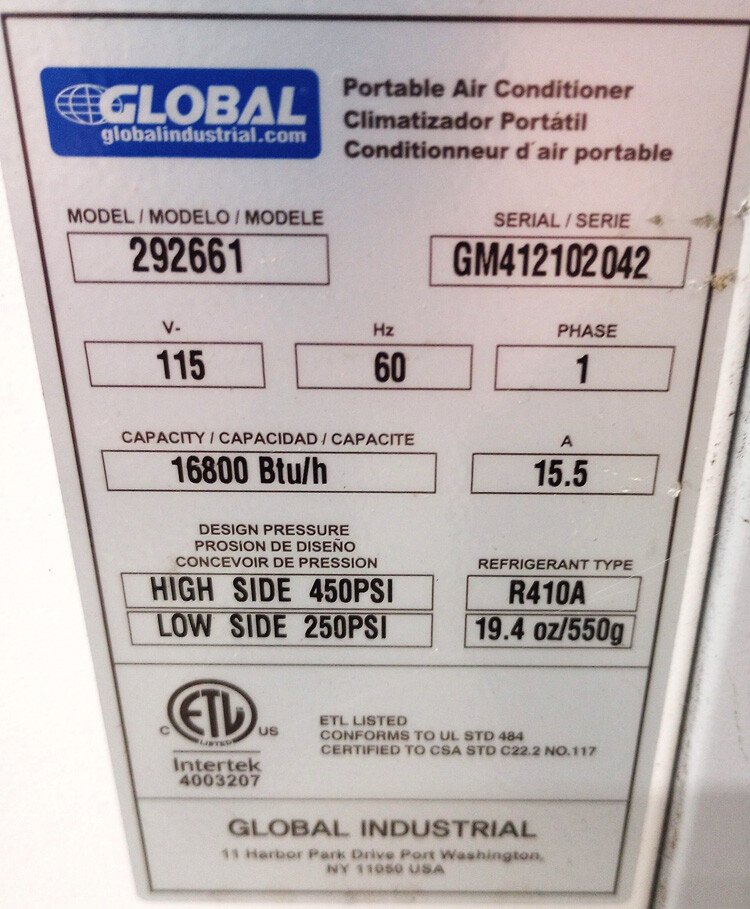 GLOBAL
globalindustrial.com
Portable Air Conditioner
Climatizador Portátil
Conditionneur d´air portable
MODEL / MODELO / MODELE
292661
SERIAL / SERIE
GM412102042
V-
115
Hz
60
PHASE
1
CAPACITY / CAPACIDAD / CAPACITE
16800 Btu/h
A
15.5
DESIGN PRESSURE
PROSION DE DISEÑO
CONCEVOIR DE PRESSION
HIGH SIDE 450PSI
LOW SIDE 250PSI
REFRIGERANT TYPE
R410A
19.4 oz/550g
C ETL US
LISTED
Intertek
4003207
ETL LISTED
CONFORMS TO UL STD 484
CERTIFIED TO CSA STD C22.2 NO.117
GLOBAL INDUSTRIAL
11 Harbor Park Drive Port Washington,
NY 11050 USA